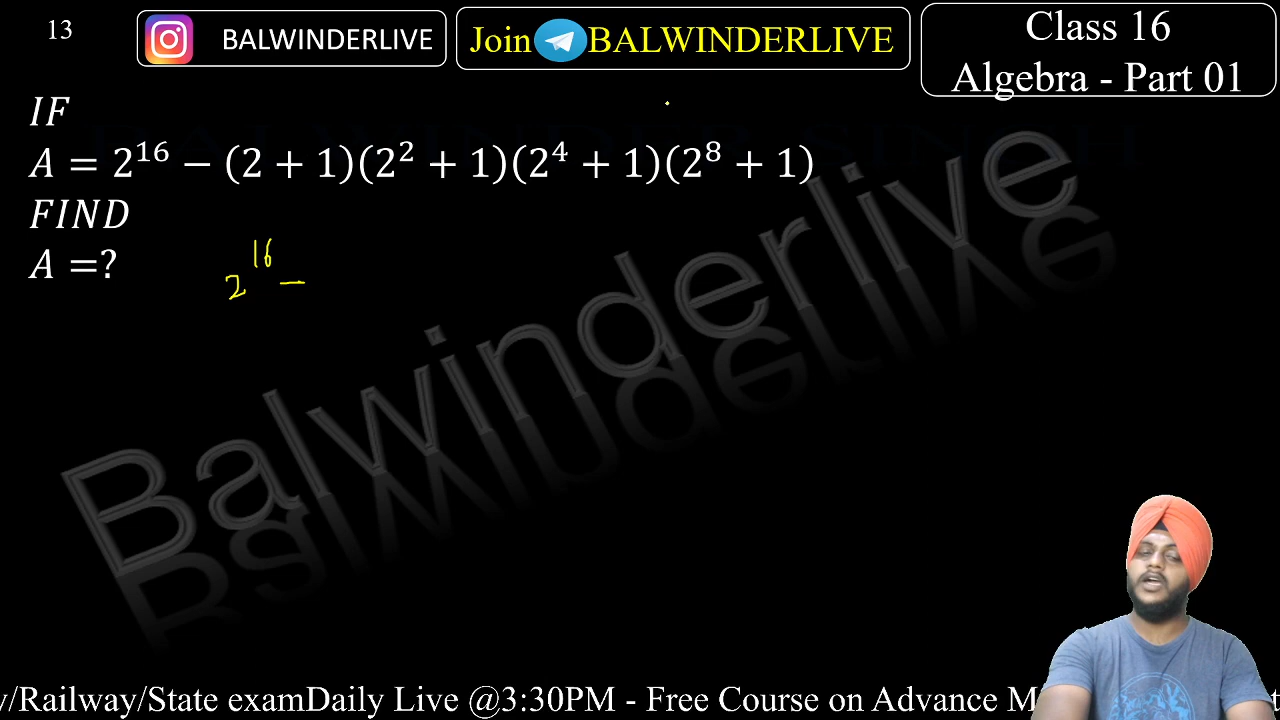 13
BALWINDERLIVE
Join BALWINDERLIVE
Class 16
Algebra - Part 01
IF
A = 2¹⁶ − (2 + 1)(2² + 1)(2⁴ + 1)(2⁸ + 1)
FIND
A =?
2¹⁶ −
Balwinderlive
y/Railway/State examDaily Live @3:30PM - Free Course on Advance M